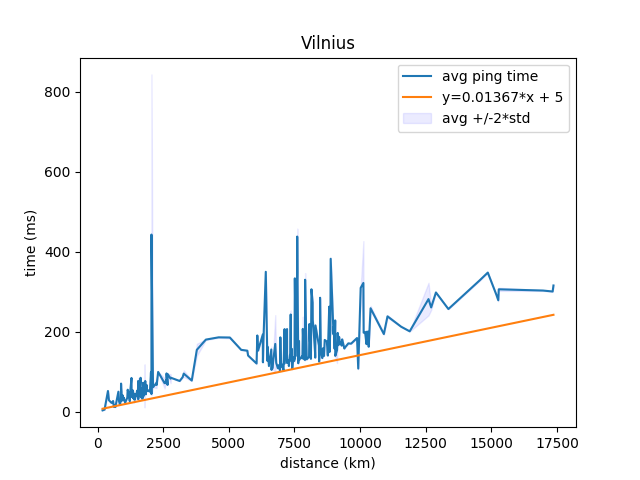 Vilnius
avg ping time
y=0.01367*x + 5
avg +/-2*std
800
600
400
200
0
time (ms)
0 2500 5000 7500 10000 12500 15000 17500
distance (km)